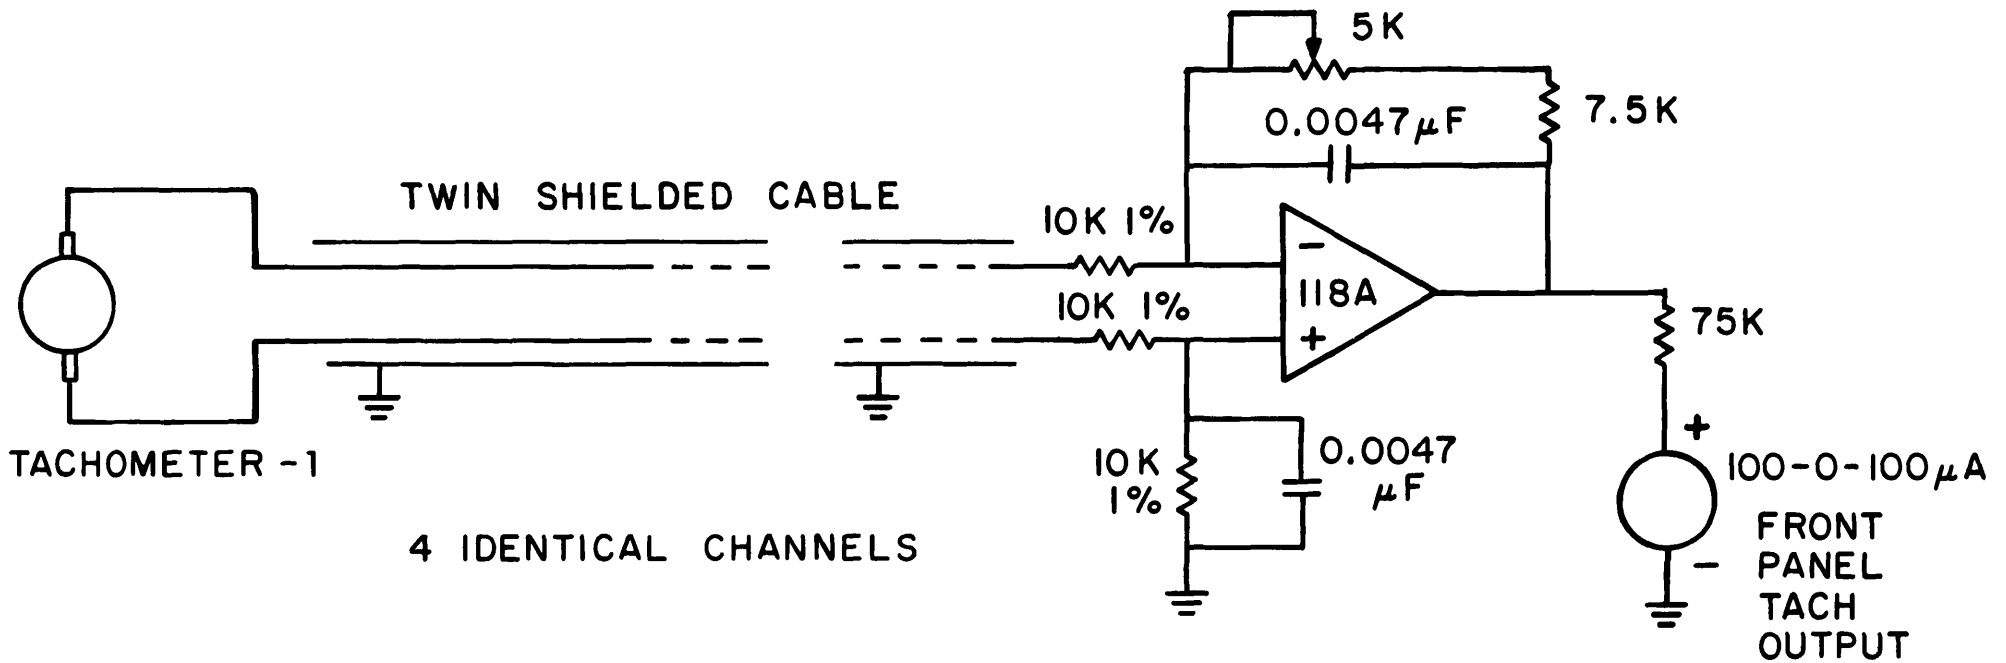 5K
7.5K
0.0047µF
TWIN SHIELDED CABLE
10K 1%
10K 1%
−
118A
+
75K
TACHOMETER -1
10K
1%
0.0047
µF
+
100-0-100µA
−
FRONT
PANEL
TACH
OUTPUT
4 IDENTICAL CHANNELS